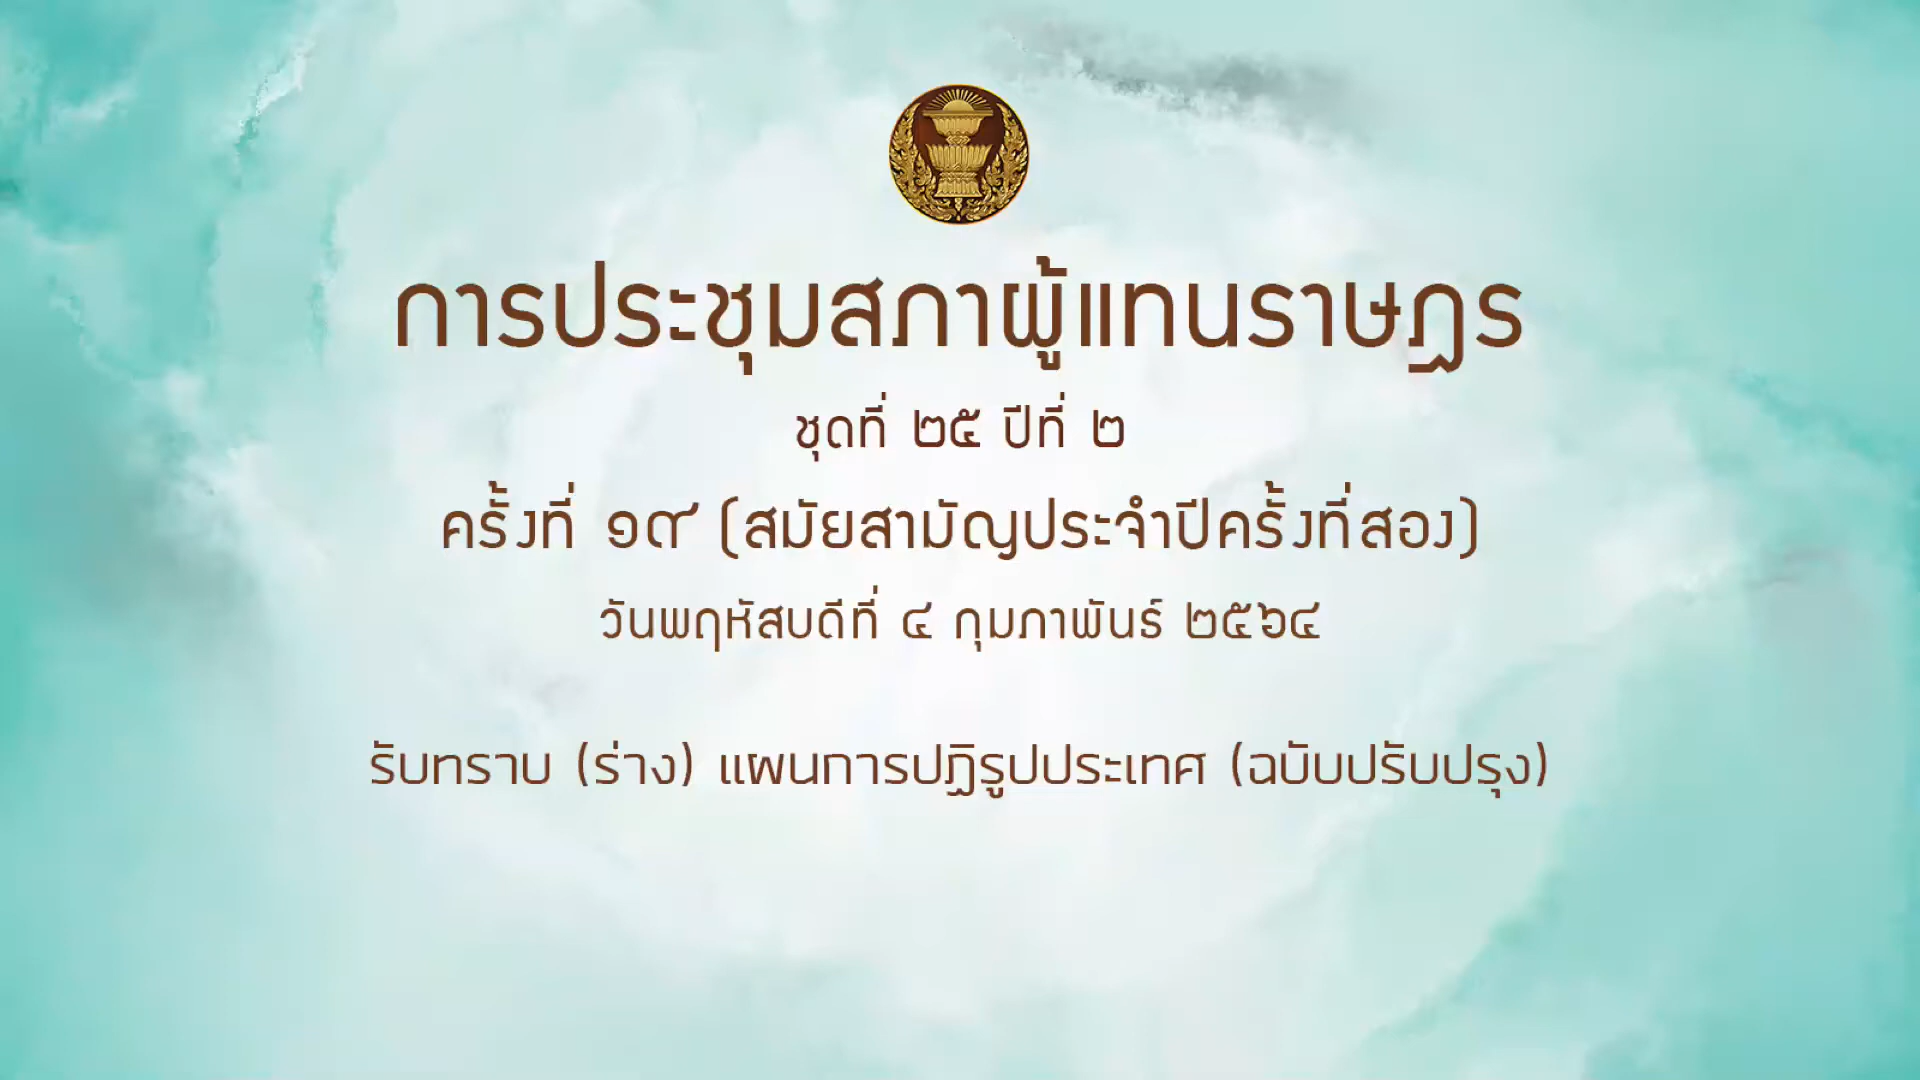 การประชุมสภาผู้แทนราษฎร
ชุดที่ ๒๕ ปีที่ ๒
ครั้งที่ ๑๙ (สมัยสามัญประจำปีครั้งที่สอง)
วันพฤหัสบดีที่ ๔ กุมภาพันธ์ ๒๕๖๔
รับทราบ (ร่าง) แผนการปฏิรูปประเทศ (ฉบับปรับปรุง)